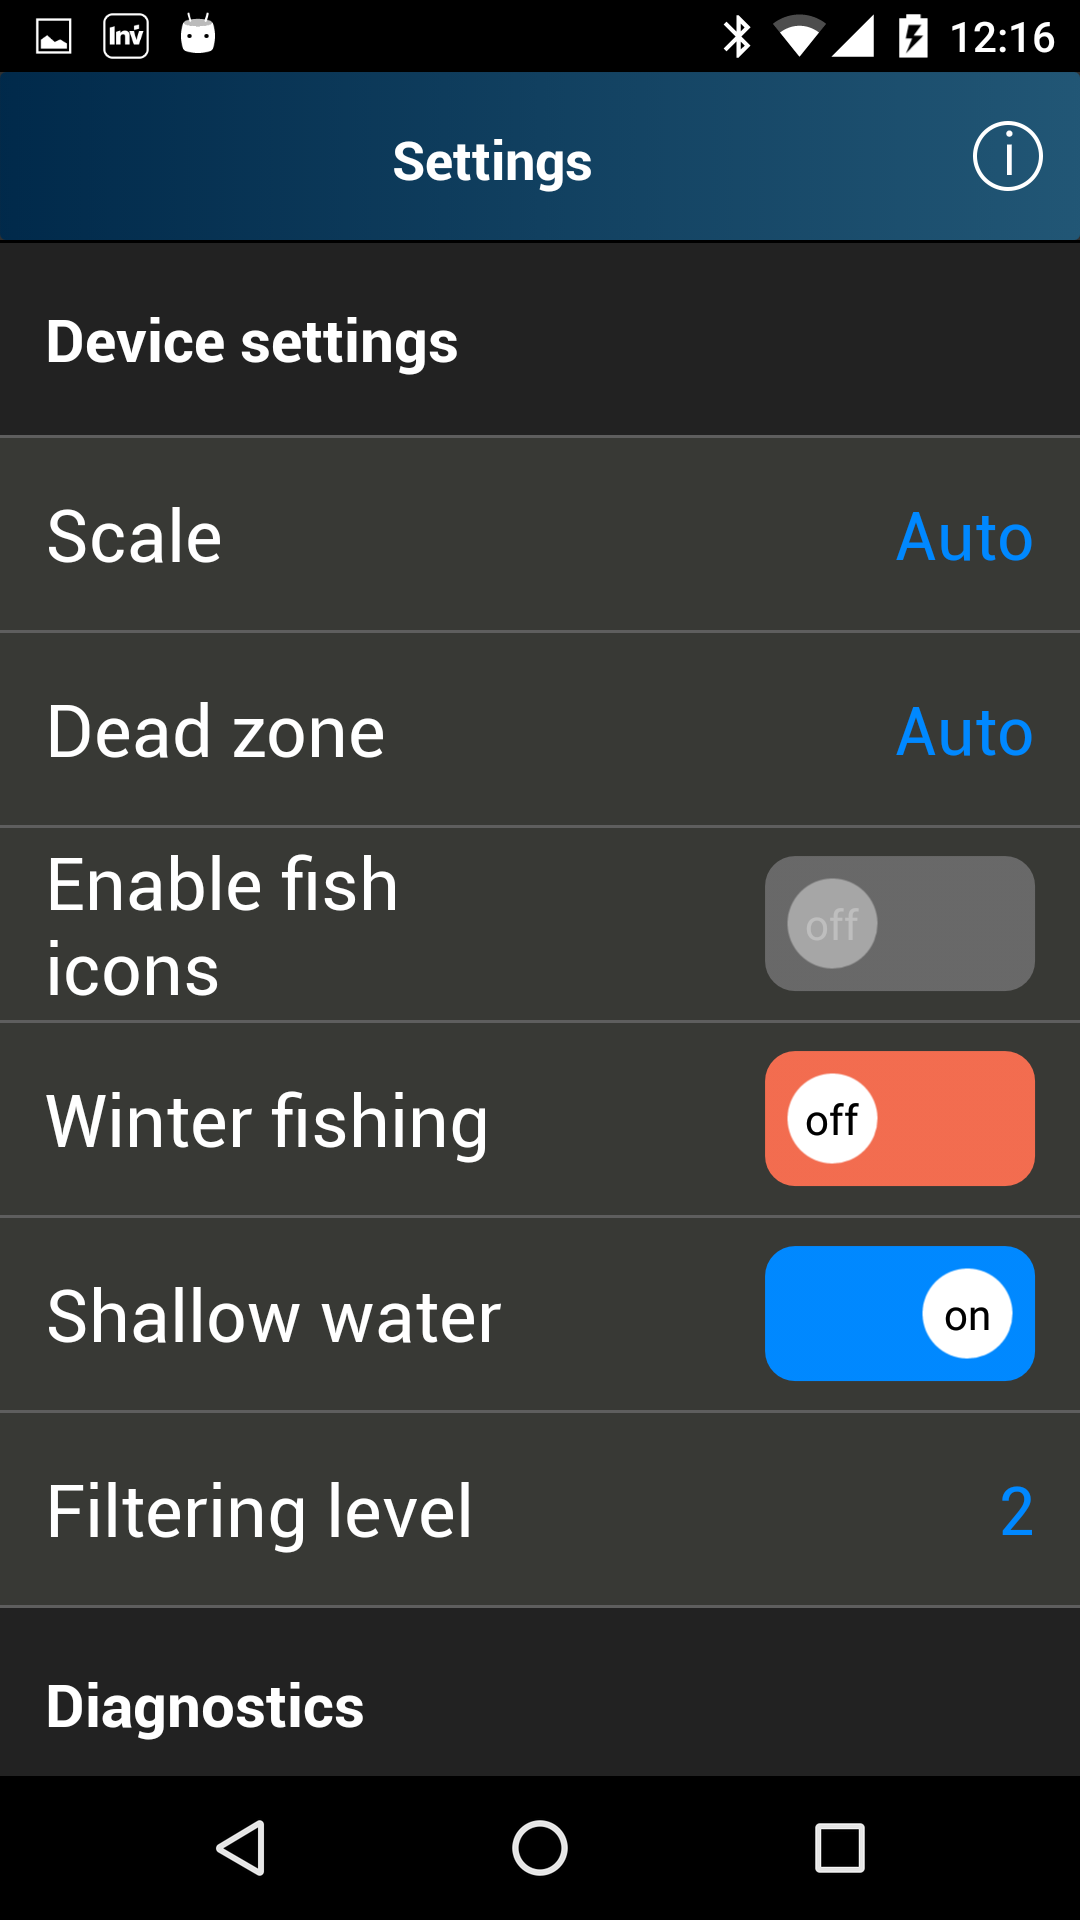 Inv 12:16
Settings
Device settings
Scale Auto
Dead zone Auto
Enable fish
icons
off
Winter fishing off
Shallow water on
Filtering level 2
Diagnostics